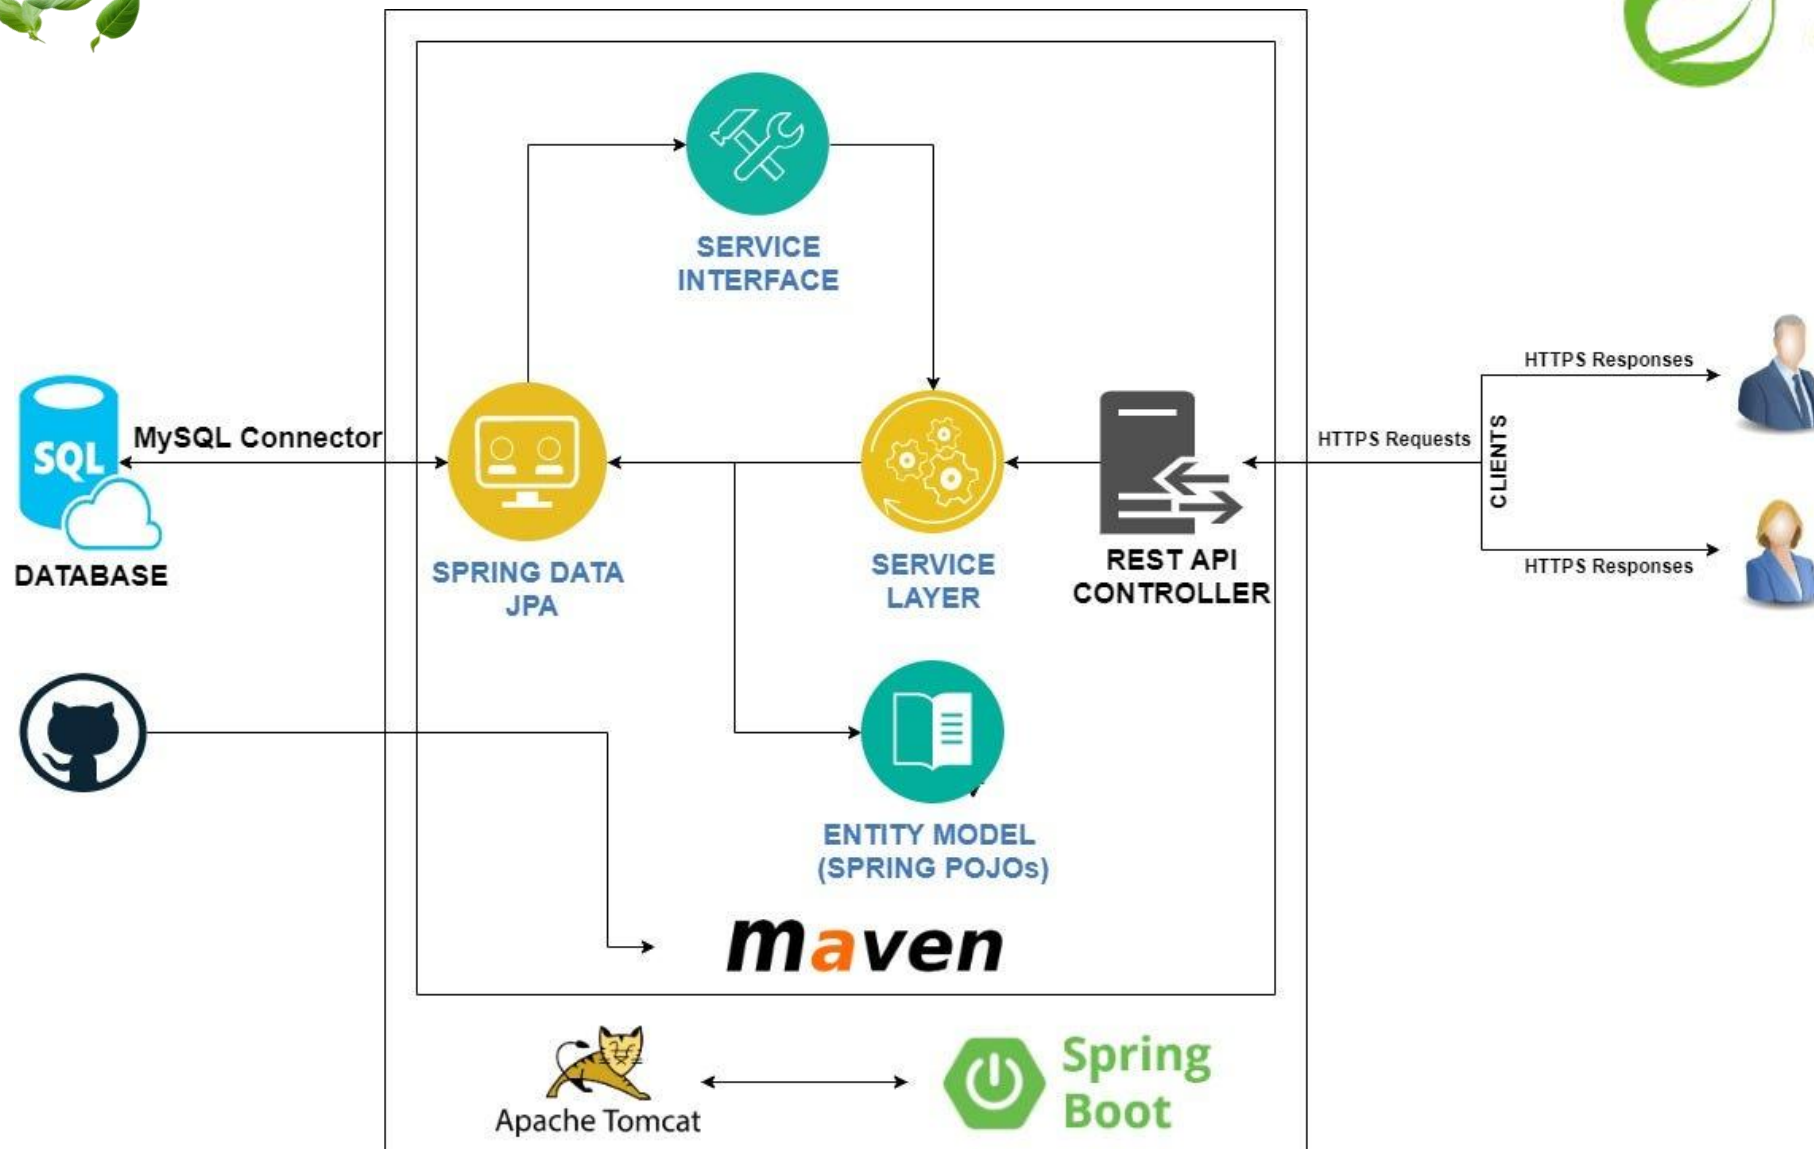 SERVICE
INTERFACE
HTTPS Responses
MySQL Connector
SQL
HTTPS Requests
CLIENTS
DATABASE
SPRING DATA
JPA
SERVICE
LAYER
REST API
CONTROLLER
HTTPS Responses
ENTITY MODEL
(SPRING POJOs)
maven
Apache Tomcat
Spring
Boot